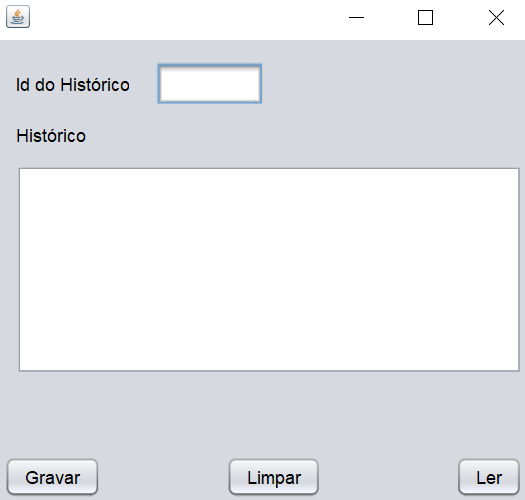 Id do Histórico
Histórico
Gravar Limpar Ler